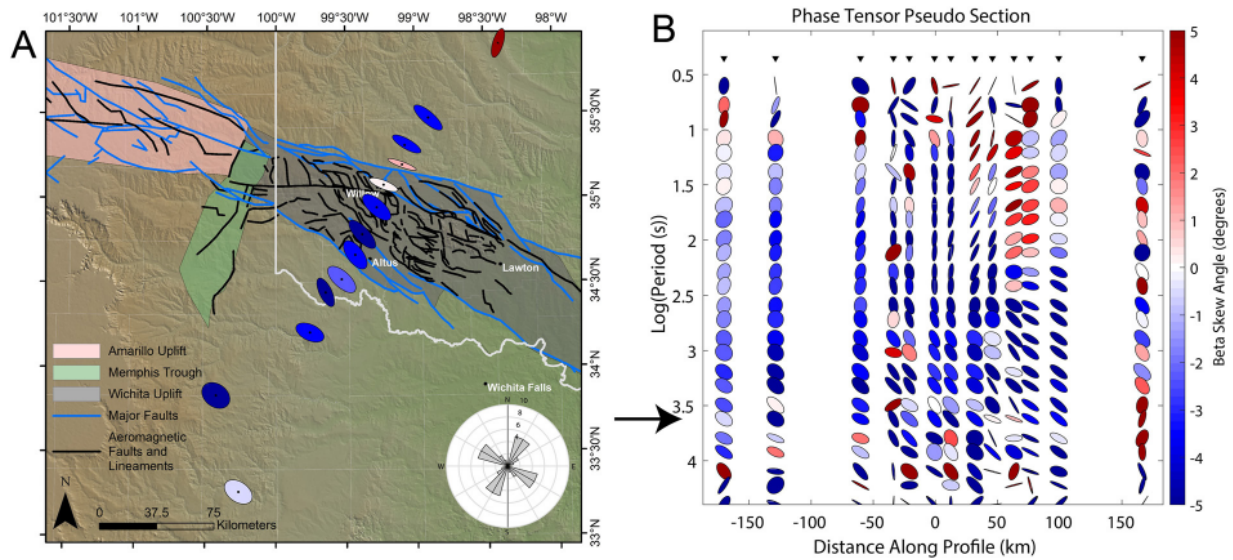 A
101°W 100°30'W 100°W 99°30'W 99°W 98°30'W 98°W
35°30'N
35°N
34°30'N
34°N
33°30'N
33°N
Willow
Altus
Lawton
Wichita Falls
Amarillo Uplift
Memphis Trough
Wichita Uplift
Major Faults
Aeromagnetic
Faults and
Lineaments
N
0 37.5 75
Kilometers
N
10
8
6
4
W
E
S
B
Phase Tensor Pseudo Section
Log(Period (s))
0.5
1
1.5
2
2.5
3
3.5
4
-150 -100 -50 0 50 100 150
Distance Along Profile (km)
5
4
3
2
1
0
-1
-2
-3
-4
-5
Beta Skew Angle (degrees)